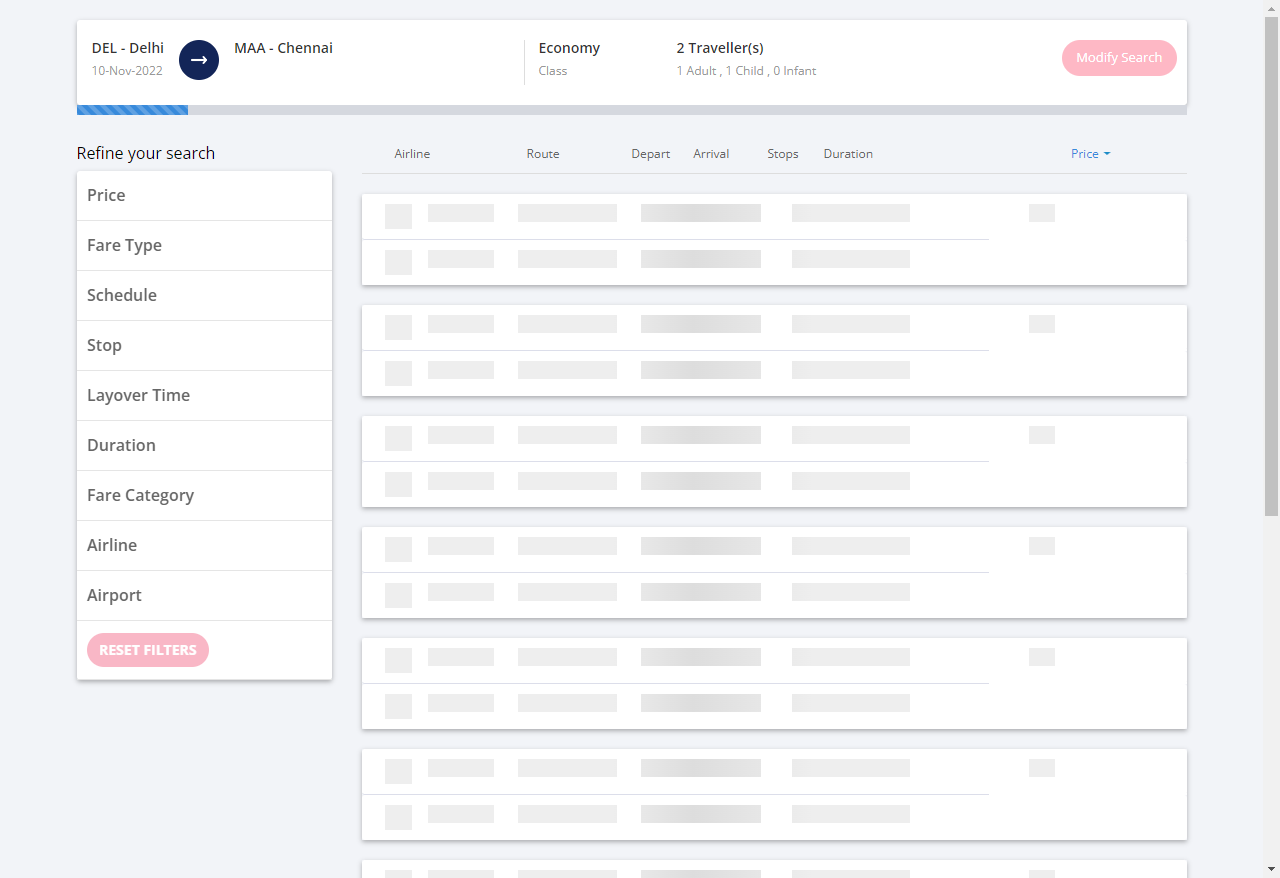 DEL - Delhi
10-Nov-2022
MAA - Chennai
Economy
Class
2 Traveller(s)
1 Adult , 1 Child , 0 Infant
Modify Search
Refine your search
Price
Fare Type
Schedule
Stop
Layover Time
Duration
Fare Category
Airline
Airport
RESET FILTERS
Airline Route Depart Arrival Stops Duration Price